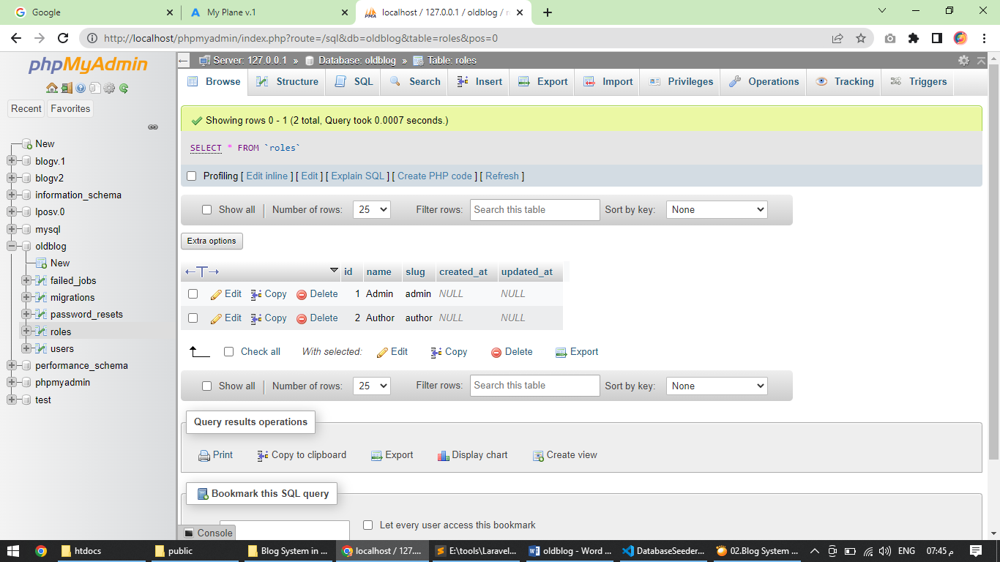 Google
My Plane v.1
localhost / 127.0.0.1 / oldblog / r
http://localhost/phpmyadmin/index.php?route=/sql&db=oldblog&table=roles&pos=0
phpMyAdmin
Recent
Favorites
New
blogv.1
blogv2
information_schema
lposv.0
mysql
oldblog
New
failed_jobs
migrations
password_resets
roles
users
performance_schema
phpmyadmin
test
Server: 127.0.0.1 » Database: oldblog » Table: roles
Browse Structure SQL Search Insert Export Import Privileges Operations Tracking Triggers
Showing rows 0 - 1 (2 total, Query took 0.0007 seconds.)
SELECT * FROM `roles`
Profiling [ Edit inline ] [ Edit ] [ Explain SQL ] [ Create PHP code ] [ Refresh ]
Show all Number of rows: 25 Filter rows: Search this table Sort by key: None
Extra options
id name slug created_at updated_at
Edit Copy Delete 1 Admin admin NULL NULL
Edit Copy Delete 2 Author author NULL NULL
Check all With selected: Edit Copy Delete Export
Show all Number of rows: 25 Filter rows: Search this table Sort by key: None
Query results operations
Print Copy to clipboard Export Display chart Create view
Bookmark this SQL query
Let every user access this bookmark
Console
htdocs
public
Blog System in ...
localhost / 127....
E:\tools\Laravel...
oldblog - Word ...
DatabaseSeeder...
02.Blog System ...
ENG
07:45 م